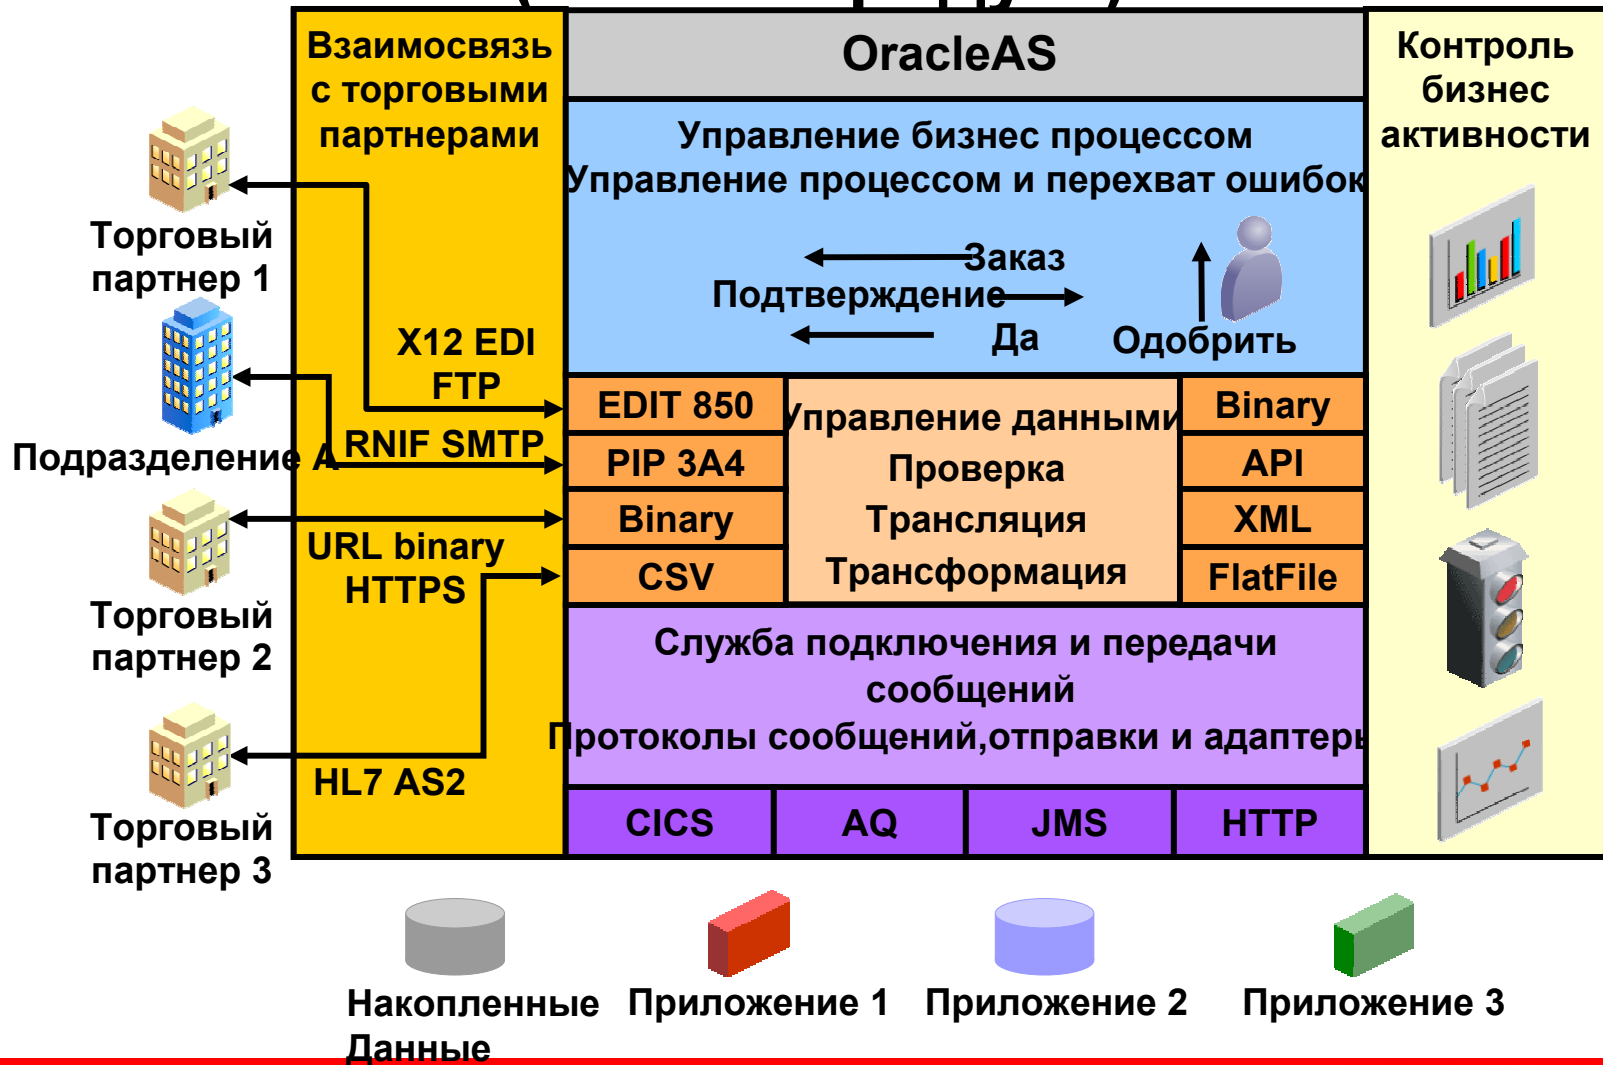 Взаимосвязь
с торговыми
партнерами
OracleAS
Контроль
бизнес
активности
Управление бизнес процессом
Управление процессом и перехват ошибок
Заказ
Подтверждение
Да
Одобрить
Торговый
партнер 1
Подразделение А
Торговый
партнер 2
Торговый
партнер 3
X12 EDI
FTP
RNIF SMTP
URL binary
HTTPS
HL7 AS2
EDIT 850
PIP 3A4
Binary
CSV
Управление данными
Проверка
Трансляция
Трансформация
Binary
API
XML
FlatFile
Служба подключения и передачи
сообщений
Протоколы сообщений,отправки и адаптеры
CICS
AQ
JMS
HTTP
Накопленные
Данные
Приложение 1
Приложение 2
Приложение 3